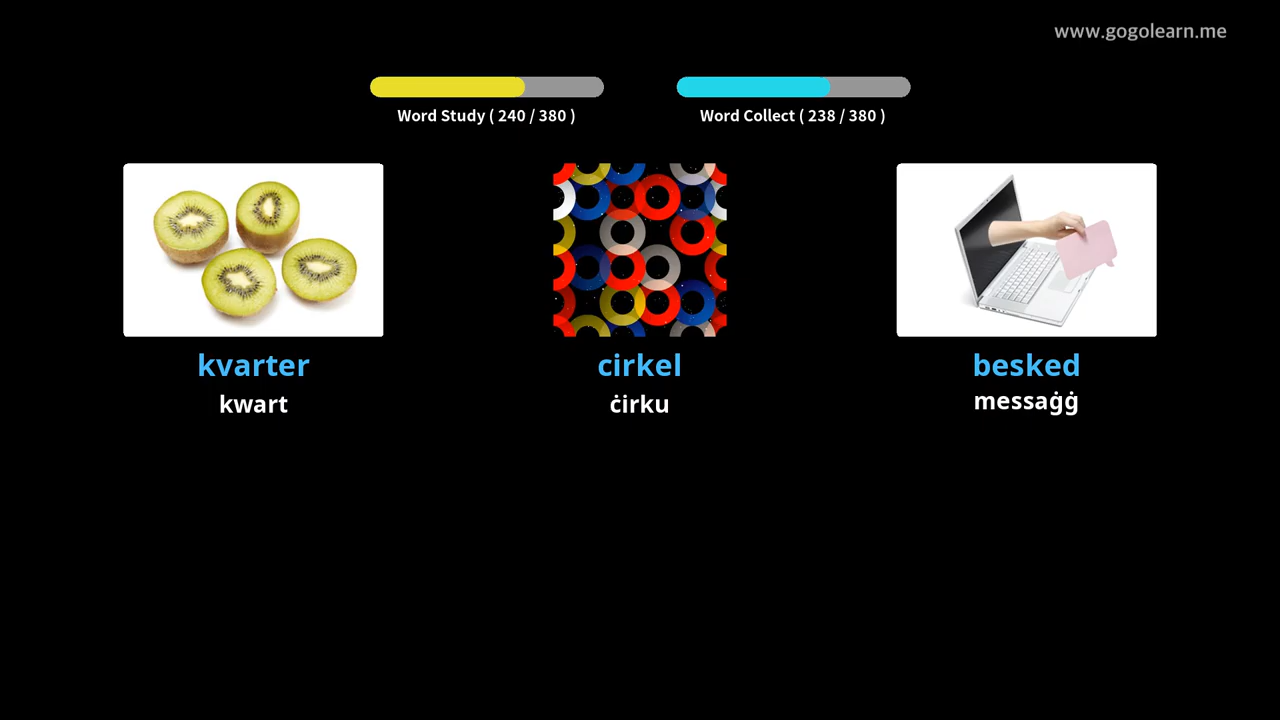 www.gogolearn.me
Word Study ( 240 / 380 )
Word Collect ( 238 / 380 )
kvarter
kwart
cirkel
ċirku
besked
messaġġ